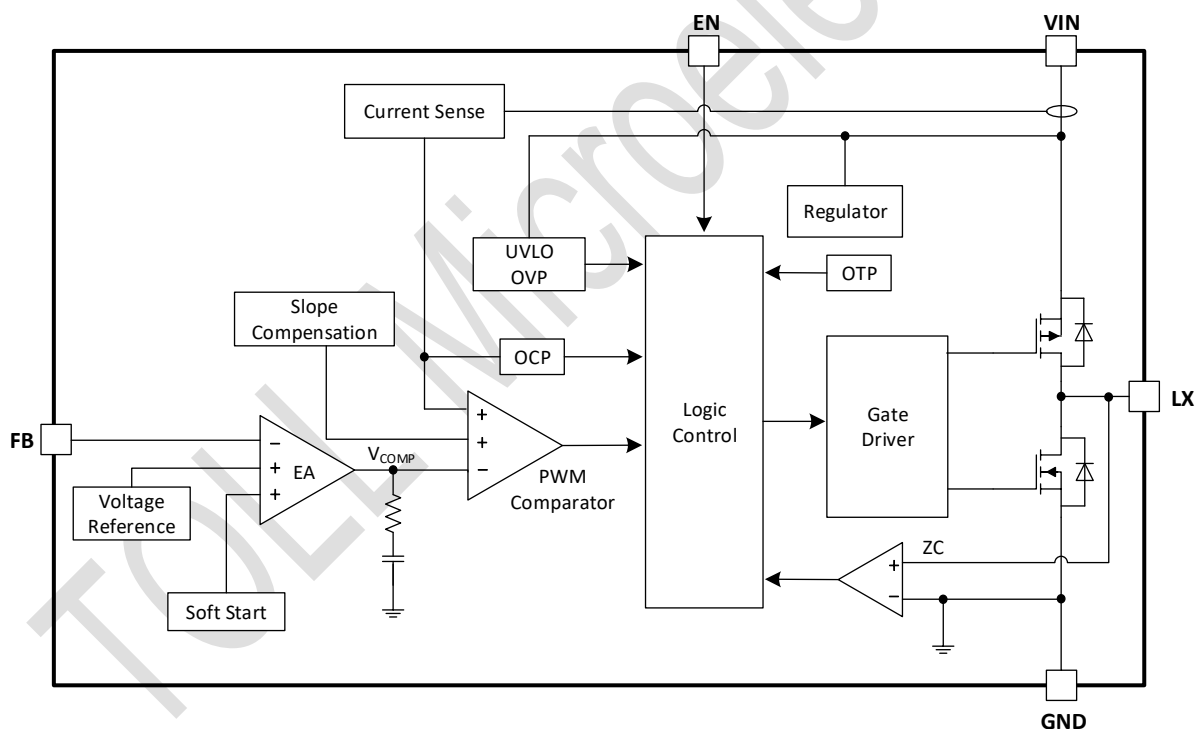 EN
VIN
Current Sense
Regulator
UVLO
OVP
OTP
Slope
Compensation
OCP
Logic
Control
Gate
Driver
LX
FB
−
+
+
EA
VCOMP
+
+
−
PWM
Comparator
Voltage
Reference
Soft Start
ZC
+
−
GND
TOLL Microele